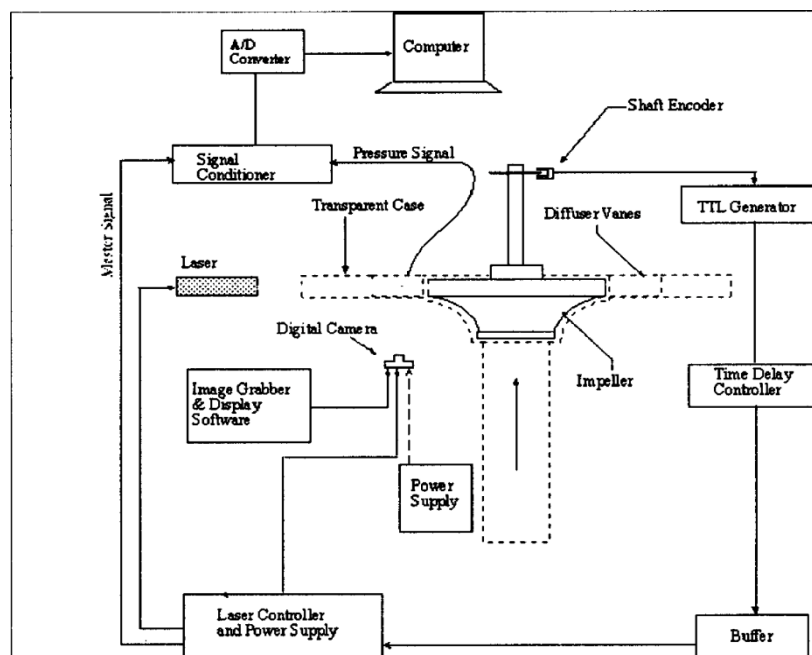 A/D
Converter
Computer
Shaft Encoder
Signal
Conditioner
Pressure Signal
TTL Generator
Transparent Case
Diffuser Vanes
Master Signal
Laser
Digital Camera
Impeller
Time Delay
Controller
Image Grabber
& Display
Software
Power
Supply
Laser Controller
and Power Supply
Buffer